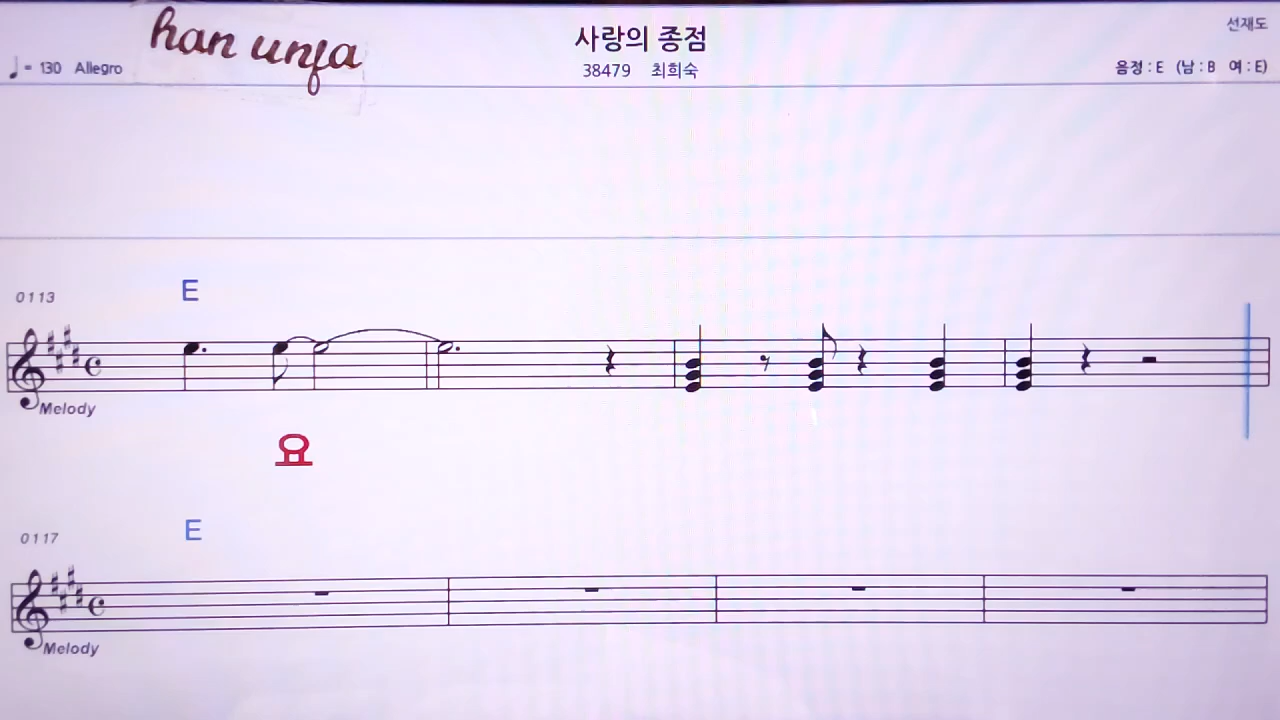 han unja
사랑의 종점
선재도
♩= 130 Allegro
38479 최희숙
음정 : E (남 : B 여 : E)
0113
E
Melody
요
0117
E
Melody